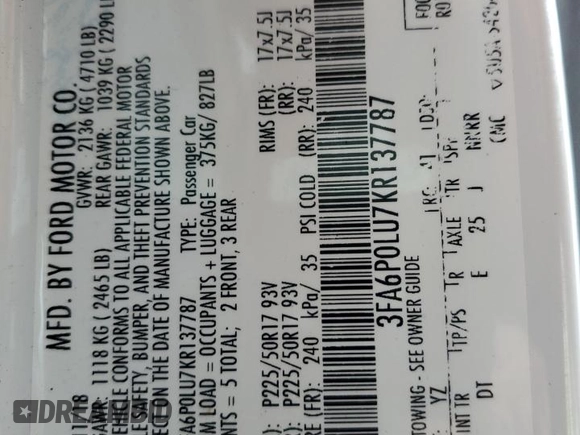 MFD. BY FORD MOTOR CO.
GVWR: 2136 KG ( 4710 LB)
1118 KG ( 2465 LB) REAR GAWR: 1039 KG ( 2290 L
EHICLE CONFORMS TO ALL APPLICABLE FEDERAL MOTOR
E SAFETY, BUMPER, AND THEFT PREVENTION STANDARDS
ECT ON THE DATE OF MANUFACTURE SHOWN ABOVE.
A6P0LU7KR137787 TYPE: Passenger Car
M LOAD = OCCUPANTS + LUGGAGE = 375KG/ 827LB
NTS = 5 TOTAL; 2 FRONT, 3 REAR
RIMS (FR): 17x7.5J
R): P225/50R17 93V (RR): 17x7.5J
R): P225/50R17 93V
RE (FR): 240 kPa/ 35 PSI COLD (RR): 240 kPa/ 35
3FA6P0LU7KR137787
TOWING - SEE OWNER GUIDE
YZ
INT TR TP/PS TR AXLE TR SPR
DT E 25 J